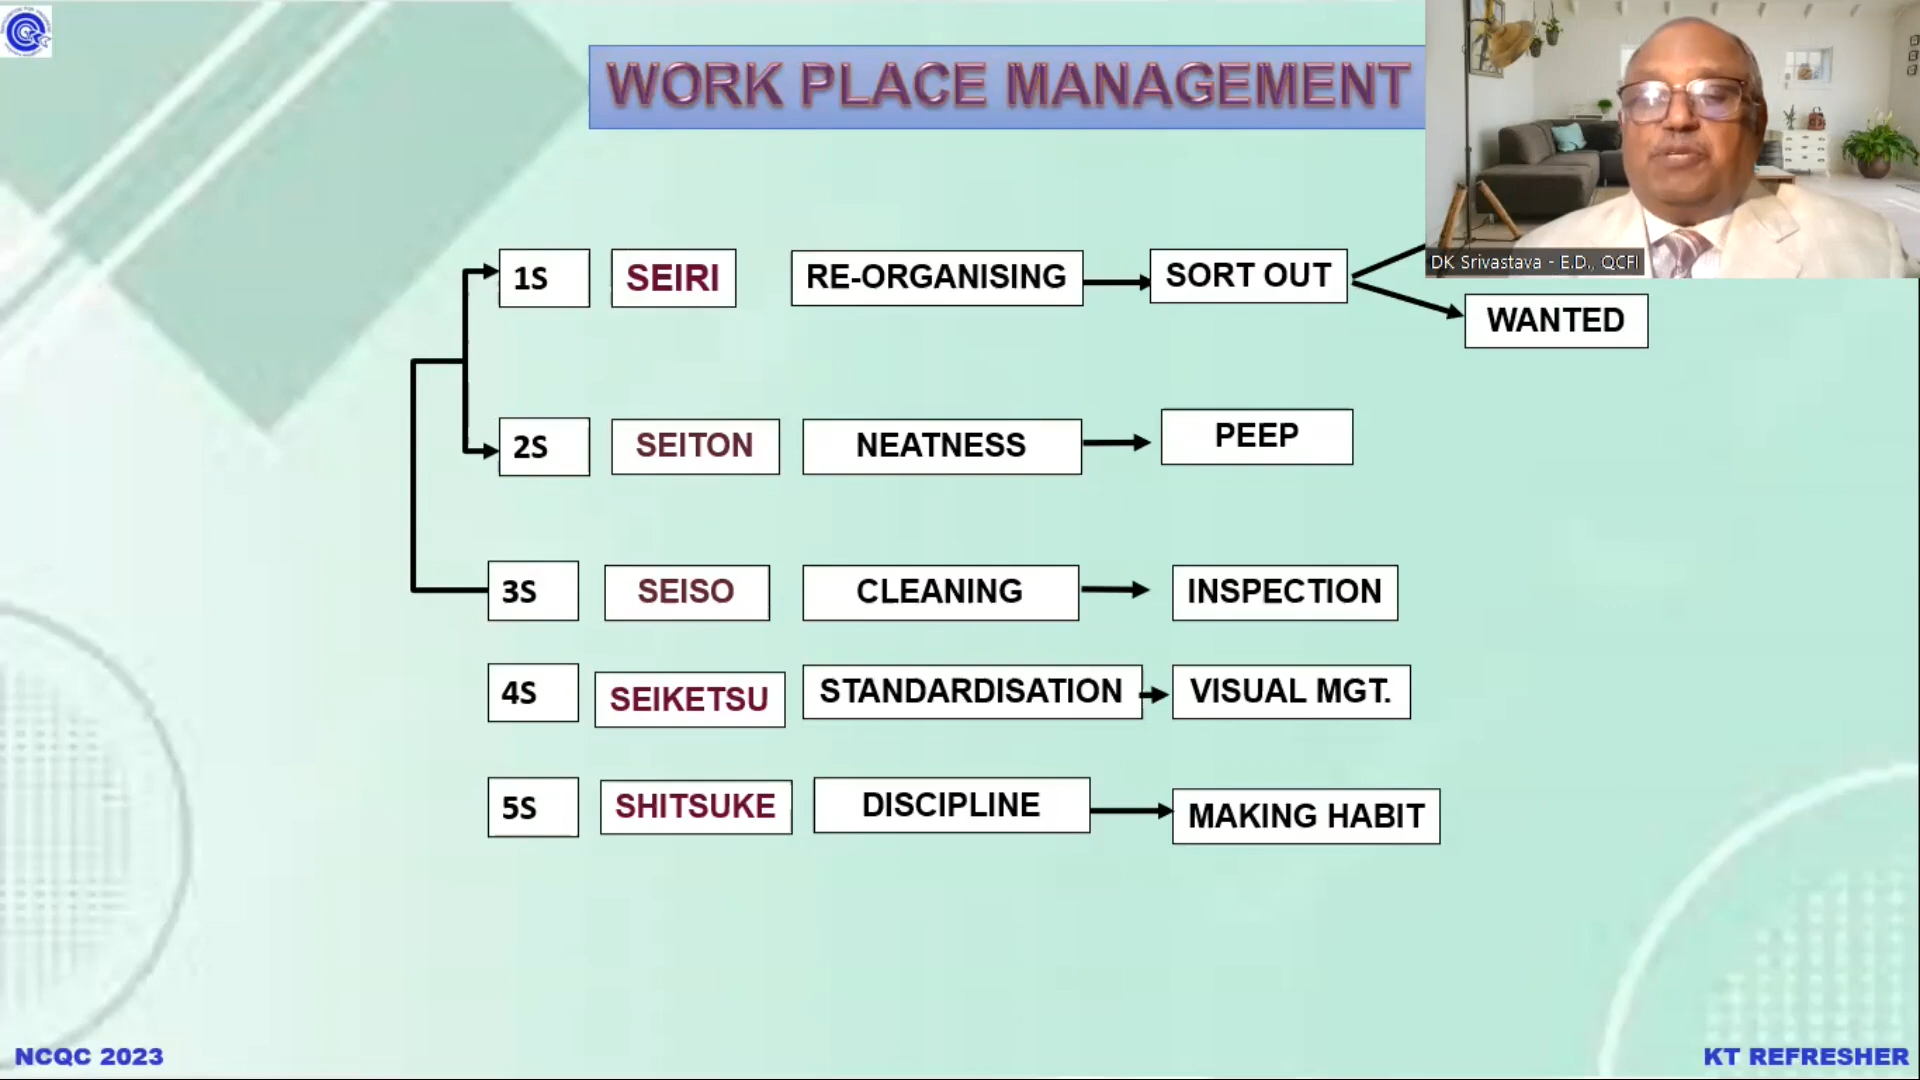 WORK PLACE MANAGEMENT
DK Srivastava - E.D., QCFI
1S SEIRI RE-ORGANISING SORT OUT
WANTED
2S SEITON NEATNESS PEEP
3S SEISO CLEANING INSPECTION
4S SEIKETSU STANDARDISATION VISUAL MGT.
5S SHITSUKE DISCIPLINE MAKING HABIT
NCQC 2023
KT REFRESHER